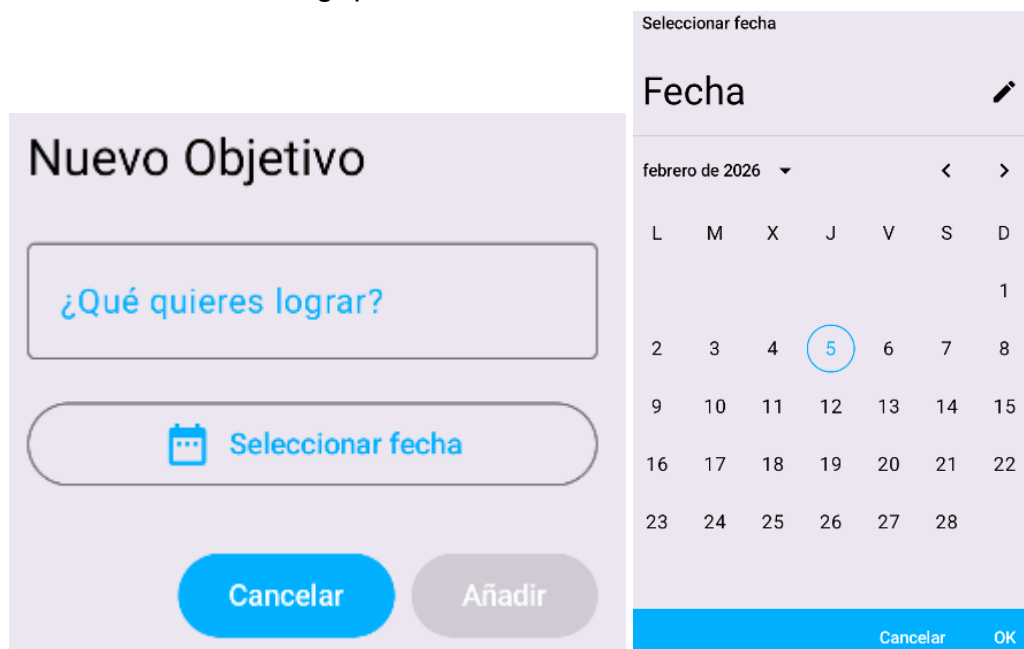 Nuevo Objetivo
¿Qué quieres lograr?
Seleccionar fecha
Cancelar Añadir
Seleccionar fecha
Fecha
febrero de 2026
L M X J V S D
1
2 3 4 5 6 7 8
9 10 11 12 13 14 15
16 17 18 19 20 21 22
23 24 25 26 27 28
Cancelar OK